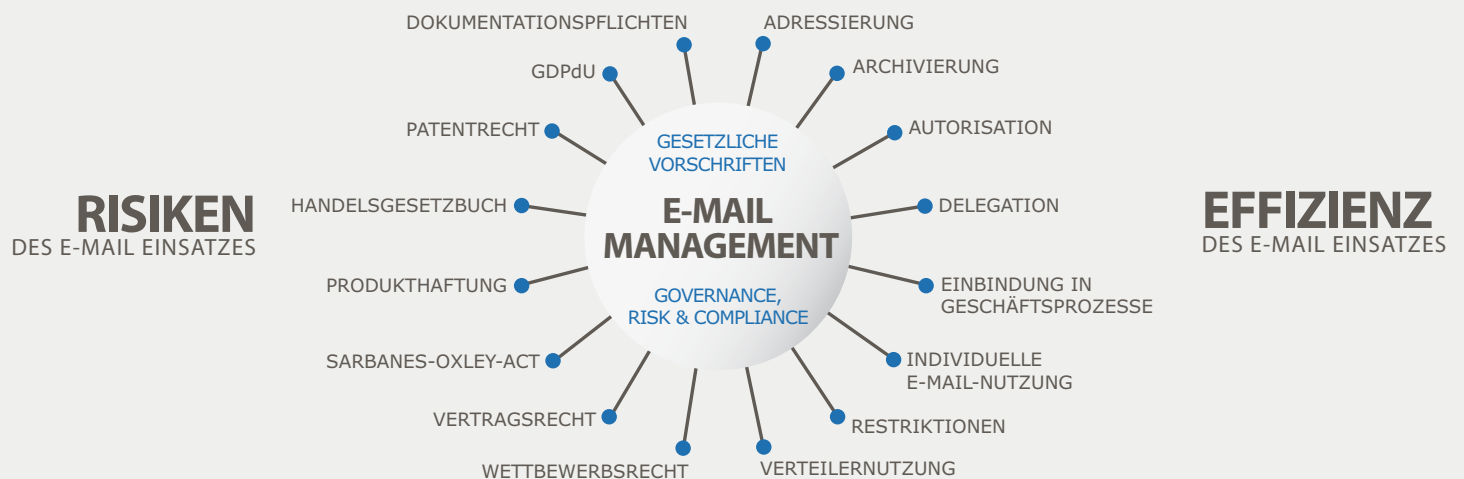 RISIKEN
DES E-MAIL EINSATZES
DOKUMENTATIONSPFLICHTEN
GDPdU
PATENTRECHT
HANDELSGESETZBUCH
PRODUKTHAFTUNG
SARBANES-OXLEY-ACT
VERTRAGSRECHT
WETTBEWERBSRECHT
GESETZLICHE
VORSCHRIFTEN
E-MAIL
MANAGEMENT
GOVERNANCE,
RISK & COMPLIANCE
ADRESSIERUNG
ARCHIVIERUNG
AUTORISATION
DELEGATION
EINBINDUNG IN
GESCHÄFTSPROZESSE
INDIVIDUELLE
E-MAIL-NUTZUNG
RESTRIKTIONEN
VERTEILERNUTZUNG
EFFIZIENZ
DES E-MAIL EINSATZES